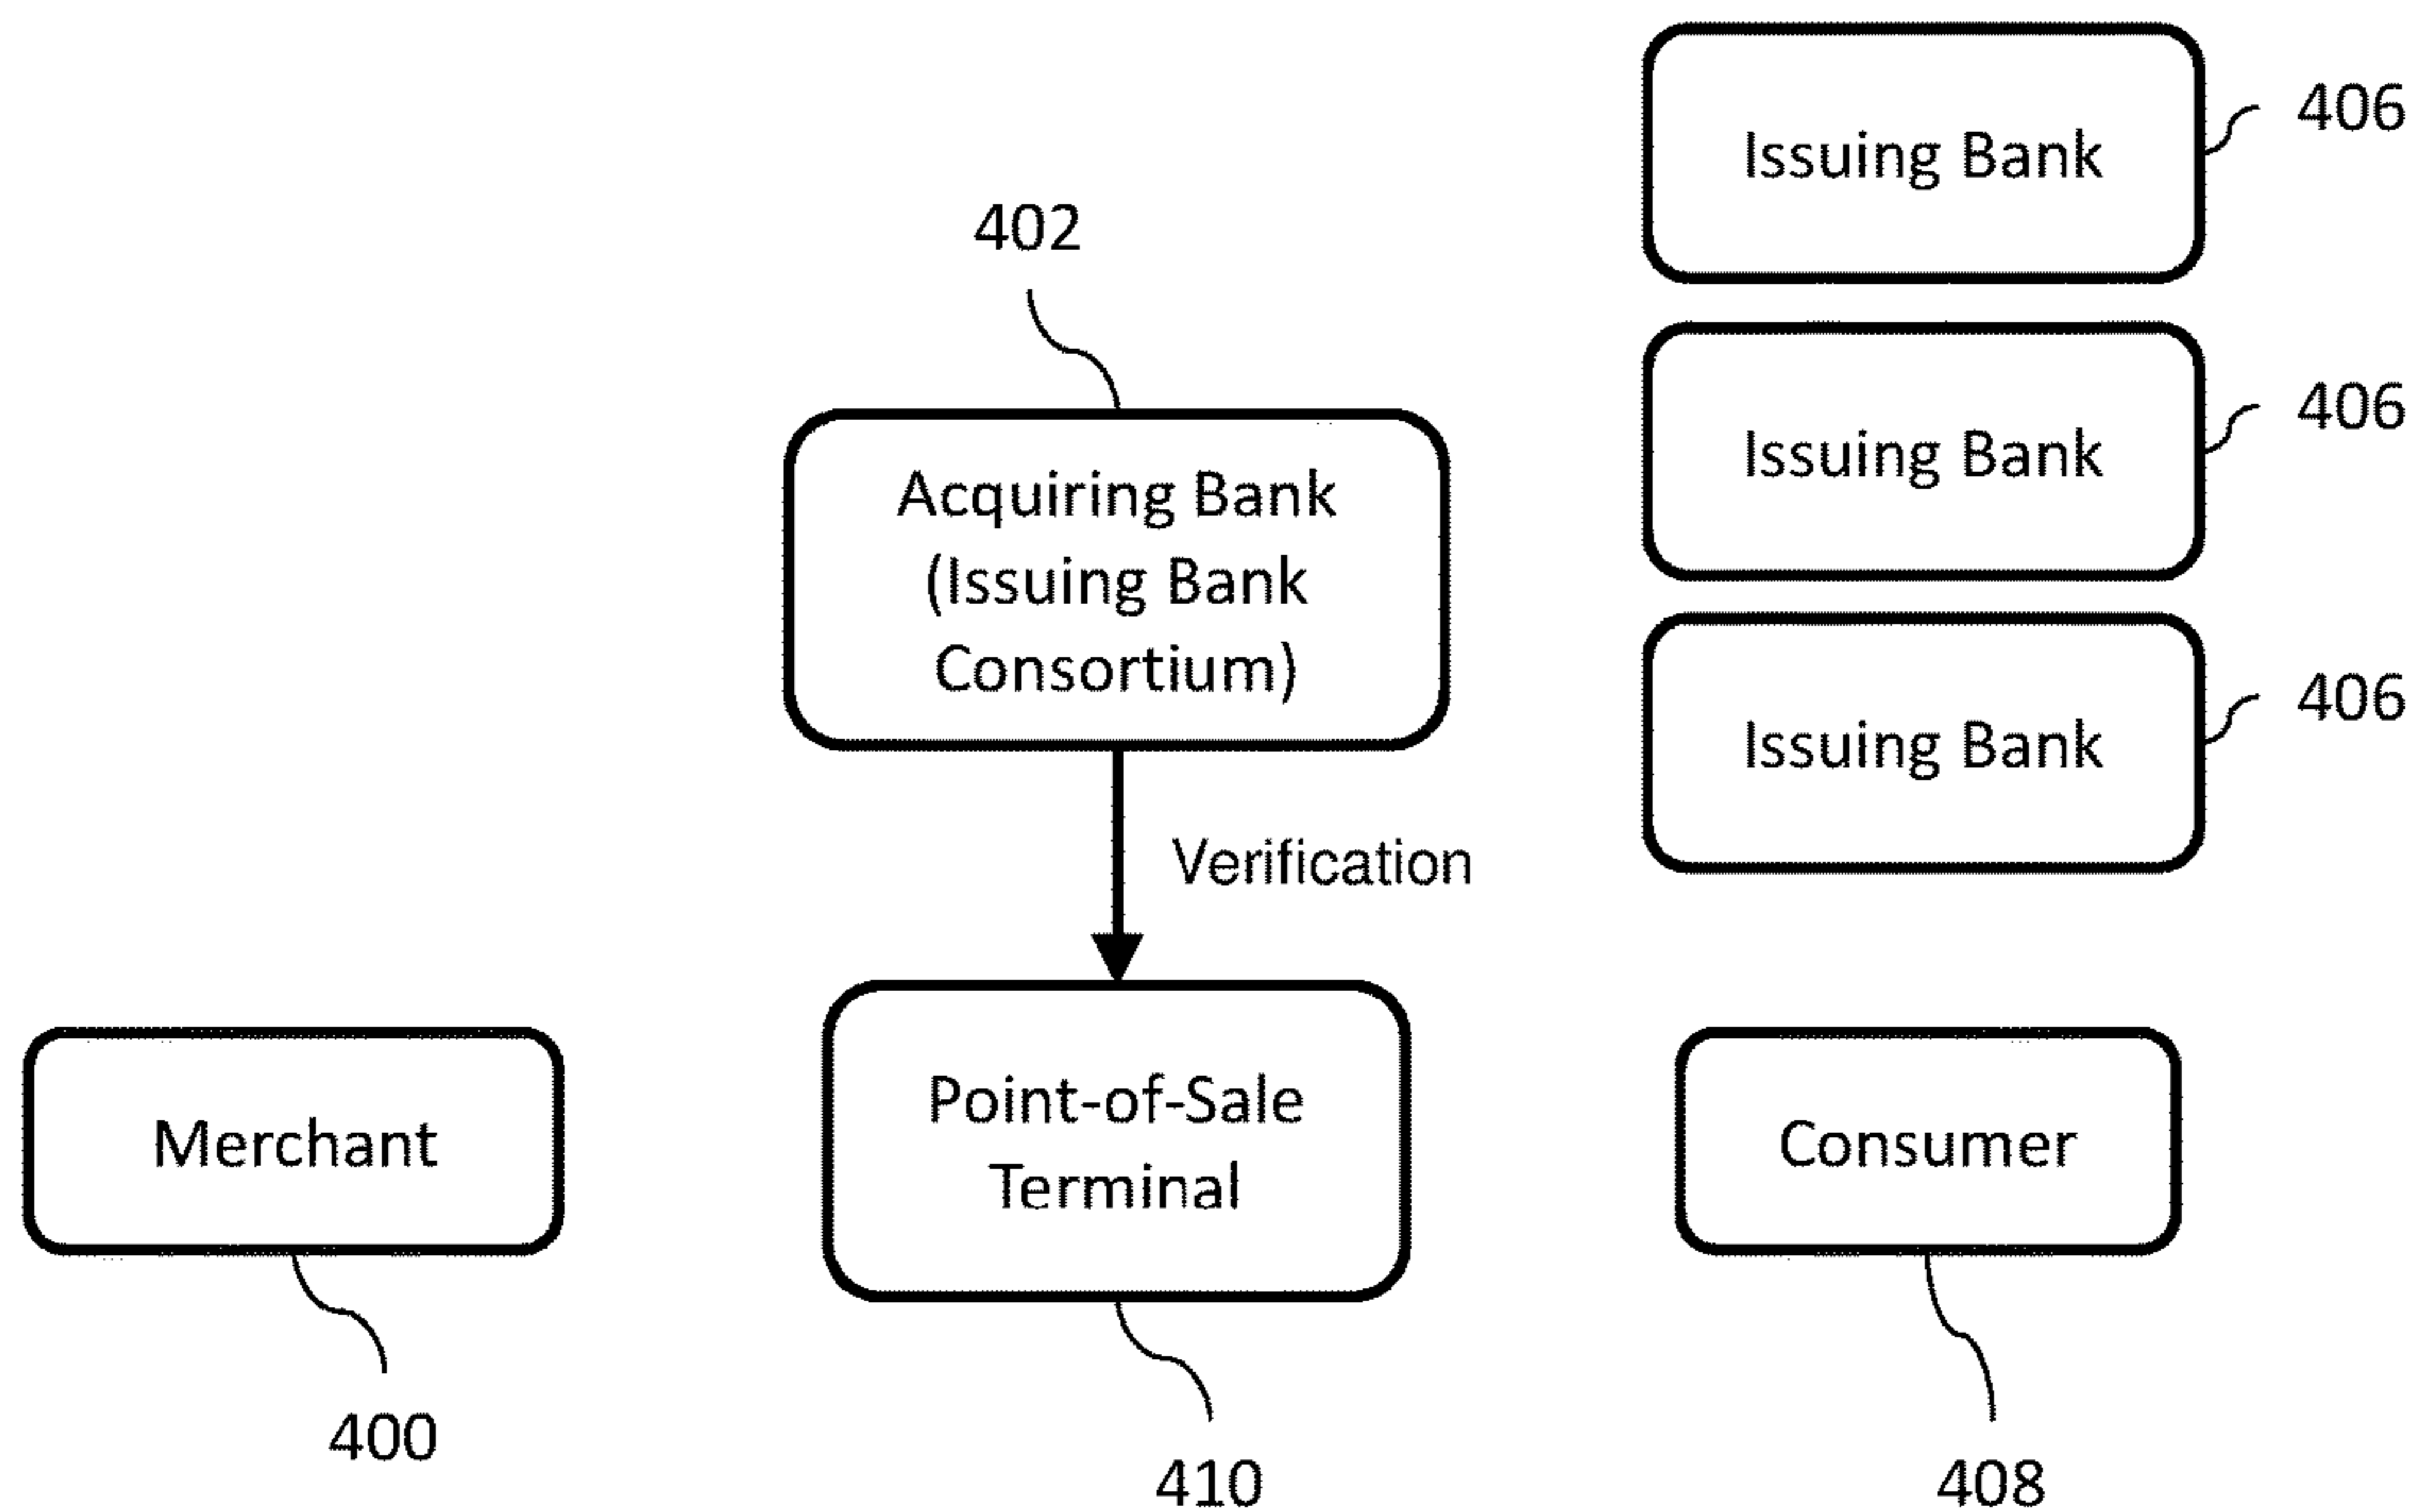 Issuing Bank
406
402
Issuing Bank
406
Acquiring Bank
(Issuing Bank
Consortium)
Issuing Bank
406
Verification
Merchant
Point-of-Sale
Terminal
Consumer
400
410
408